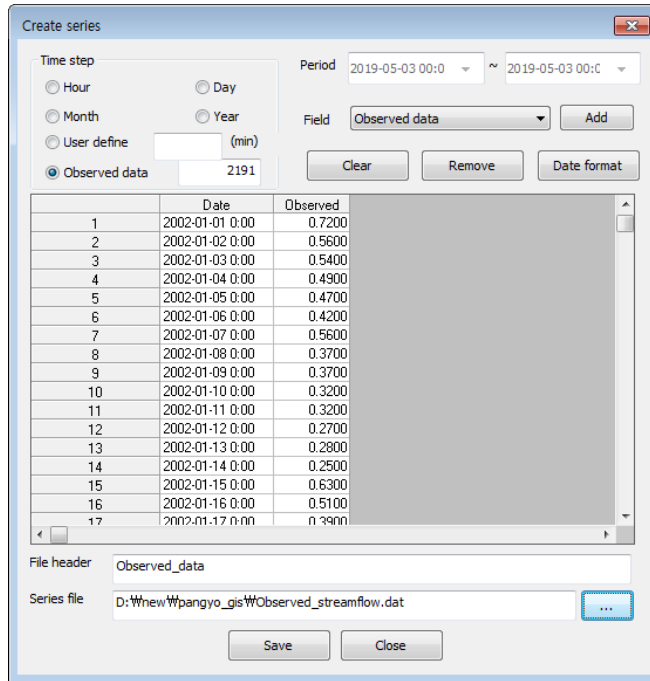 Create series
Time step
Hour Day
Month Year
User define (min)
Observed data 2191
Period 2019-05-03 00:0 ~ 2019-05-03 00:0
Field Observed data Add
Clear Remove Date format
Date Observed
1 2002-01-01 0:00 0.7200
2 2002-01-02 0:00 0.5600
3 2002-01-03 0:00 0.5400
4 2002-01-04 0:00 0.4900
5 2002-01-05 0:00 0.4700
6 2002-01-06 0:00 0.4200
7 2002-01-07 0:00 0.5600
8 2002-01-08 0:00 0.3700
9 2002-01-09 0:00 0.3700
10 2002-01-10 0:00 0.3200
11 2002-01-11 0:00 0.3200
12 2002-01-12 0:00 0.2700
13 2002-01-13 0:00 0.2800
14 2002-01-14 0:00 0.2500
15 2002-01-15 0:00 0.6300
16 2002-01-16 0:00 0.5100
17 2002-01-17 0:00 0.3900
File header Observed_data
Series file D:₩new₩pangyo_gis₩Observed_streamflow.dat ...
Save Close